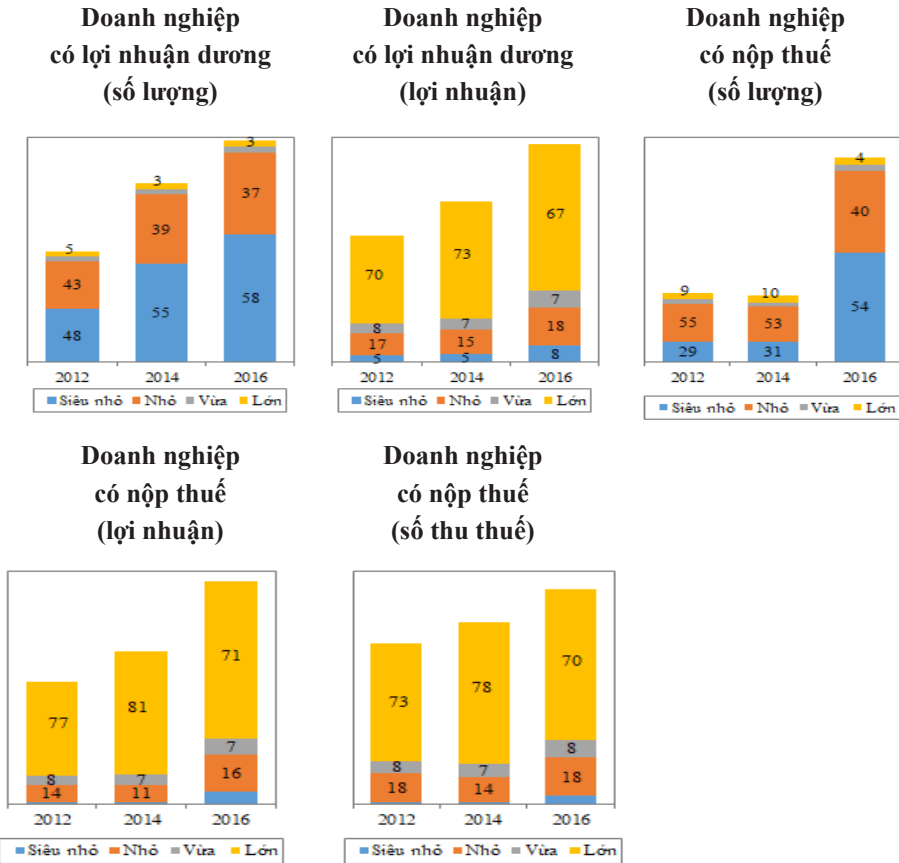 Doanh nghiệp
có lợi nhuận dương
(số lượng)
5
43
48
3
39
55
3
37
58
2012 2014 2016
Siêu nhỏ Nhỏ Vừa Lớn
Doanh nghiệp
có lợi nhuận dương
(lợi nhuận)
70
8
17
5
73
7
15
5
67
7
18
8
2012 2014 2016
Siêu nhỏ Nhỏ Vừa Lớn
Doanh nghiệp
có nộp thuế
(số lượng)
9
55
29
10
53
31
4
40
54
2012 2014 2016
Siêu nhỏ Nhỏ Vừa Lớn
Doanh nghiệp
có nộp thuế
(lợi nhuận)
77
8
14
81
7
11
71
7
16
2012 2014 2016
Siêu nhỏ Nhỏ Vừa Lớn
Doanh nghiệp
có nộp thuế
(số thu thuế)
73
8
18
78
7
14
70
8
18
2012 2014 2016
Siêu nhỏ Nhỏ Vừa Lớn